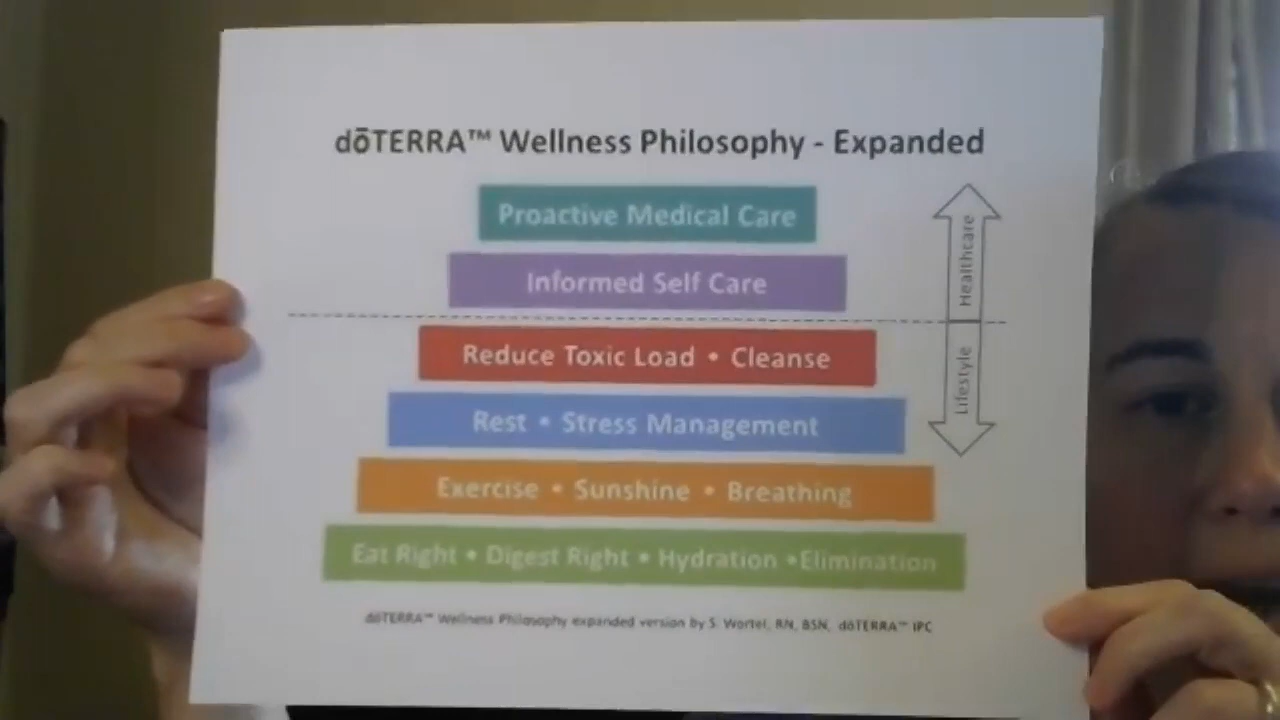 dōTERRA™ Wellness Philosophy - Expanded
Proactive Medical Care
Informed Self Care
Healthcare
Reduce Toxic Load • Cleanse
Lifestyle
Rest • Stress Management
Exercise • Sunshine • Breathing
Eat Right • Digest Right • Hydration •Elimination
dōTERRA™ Wellness Philosophy expanded version by S. Wortel, RN, BSN, dōTERRA™ IPC